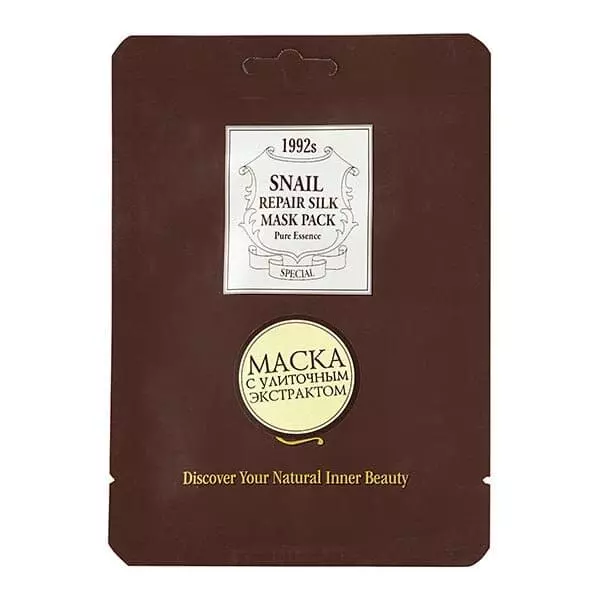 1992s
SNAIL
REPAIR SILK
MASK PACK
Pure Essence
SPECIAL
МАСКА
С УЛИТОЧНЫМ
ЭКСТРАКТОМ
Discover Your Natural Inner Beauty